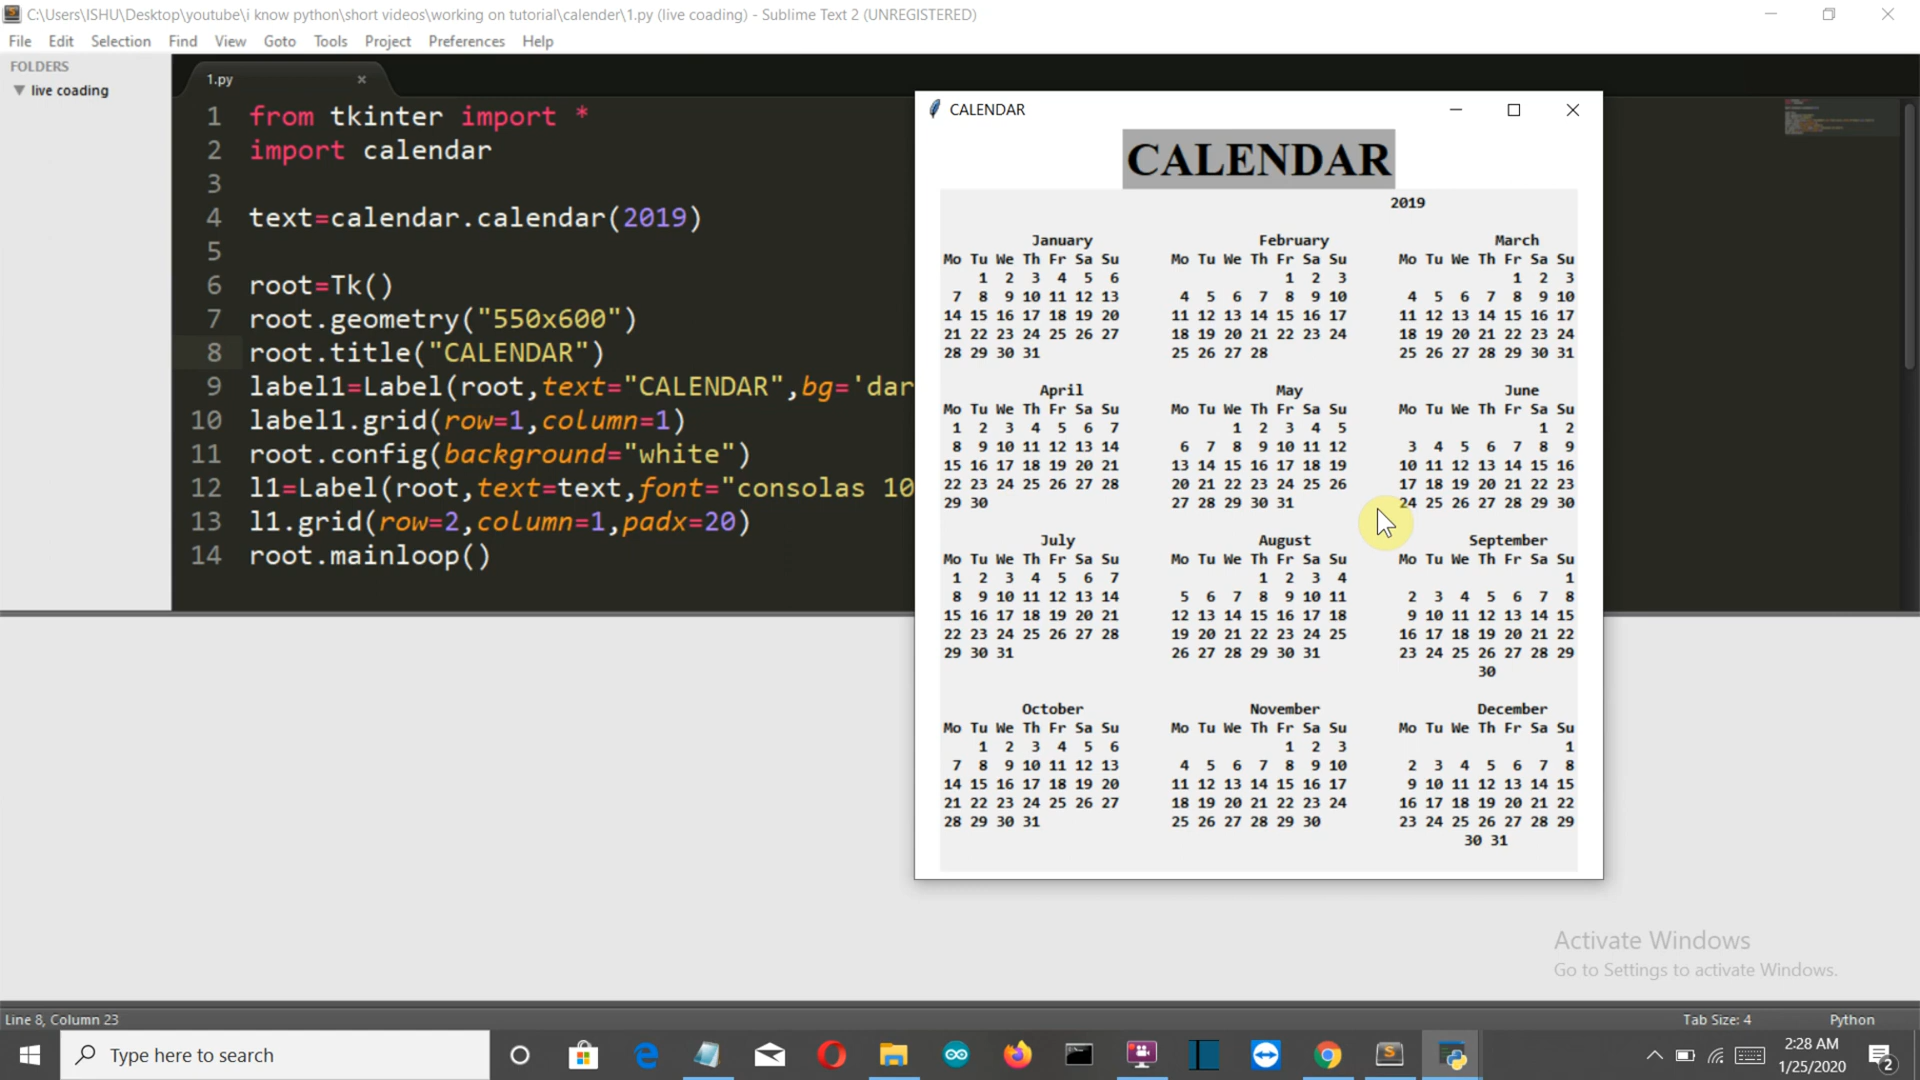 C:\Users\ISHU\Desktop\youtube\i know python\short videos\working on tutorial\calender\1.py (live coading) - Sublime Text 2 (UNREGISTERED)
File Edit Selection Find View Goto Tools Project Preferences Help
FOLDERS
live coading
1.py
1 from tkinter import *
2 import calendar
3
4 text=calendar.calendar(2019)
5
6 root=Tk()
7 root.geometry("550x600")
8 root.title("CALENDAR")
9 label1=Label(root,text="CALENDAR",bg='dar
10 label1.grid(row=1,column=1)
11 root.config(background="white")
12 l1=Label(root,text=text,font="consolas 10
13 l1.grid(row=2,column=1,padx=20)
14 root.mainloop()
CALENDAR
CALENDAR
2019
January February March
Mo Tu We Th Fr Sa Su Mo Tu We Th Fr Sa Su Mo Tu We Th Fr Sa Su
1 2 3 4 5 6 1 2 3 1 2 3
7 8 9 10 11 12 13 4 5 6 7 8 9 10 4 5 6 7 8 9 10
14 15 16 17 18 19 20 11 12 13 14 15 16 17 11 12 13 14 15 16 17
21 22 23 24 25 26 27 18 19 20 21 22 23 24 18 19 20 21 22 23 24
28 29 30 31 25 26 27 28 25 26 27 28 29 30 31
April May June
Mo Tu We Th Fr Sa Su Mo Tu We Th Fr Sa Su Mo Tu We Th Fr Sa Su
1 2 3 4 5 6 7 1 2 3 4 5 1 2
8 9 10 11 12 13 14 6 7 8 9 10 11 12 3 4 5 6 7 8 9
15 16 17 18 19 20 21 13 14 15 16 17 18 19 10 11 12 13 14 15 16
22 23 24 25 26 27 28 20 21 22 23 24 25 26 17 18 19 20 21 22 23
29 30 27 28 29 30 31 24 25 26 27 28 29 30
July August September
Mo Tu We Th Fr Sa Su Mo Tu We Th Fr Sa Su Mo Tu We Th Fr Sa Su
1 2 3 4 5 6 7 1 2 3 4 1
8 9 10 11 12 13 14 5 6 7 8 9 10 11 2 3 4 5 6 7 8
15 16 17 18 19 20 21 12 13 14 15 16 17 18 9 10 11 12 13 14 15
22 23 24 25 26 27 28 19 20 21 22 23 24 25 16 17 18 19 20 21 22
29 30 31 26 27 28 29 30 31 23 24 25 26 27 28 29
30
October November December
Mo Tu We Th Fr Sa Su Mo Tu We Th Fr Sa Su Mo Tu We Th Fr Sa Su
1 2 3 4 5 6 1 2 3 1
7 8 9 10 11 12 13 4 5 6 7 8 9 10 2 3 4 5 6 7 8
14 15 16 17 18 19 20 11 12 13 14 15 16 17 9 10 11 12 13 14 15
21 22 23 24 25 26 27 18 19 20 21 22 23 24 16 17 18 19 20 21 22
28 29 30 31 25 26 27 28 29 30 23 24 25 26 27 28 29
30 31
Activate Windows
Go to Settings to activate Windows.
Line 8, Column 23 Tab Size: 4 Python
Type here to search
2:28 AM
1/25/2020
2